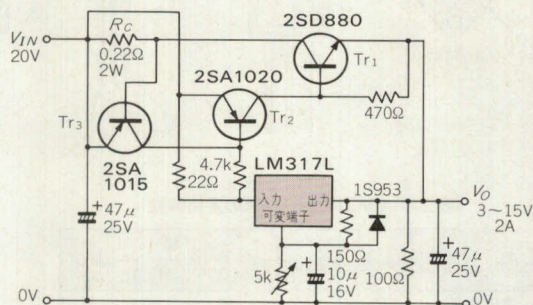 V_IN
20V
R_C
0.22Ω
2W
2SD880
Tr₁
2SA1020
Tr₂
470Ω
Tr₃
2SA
1015
22Ω
4.7k
LM317L
入力
出力
可変端子
1S953
V_O
3～15V
2A
+
47μ
25V
5k
+
10μ
16V
150Ω
100Ω
+
47μ
25V
0V
0V